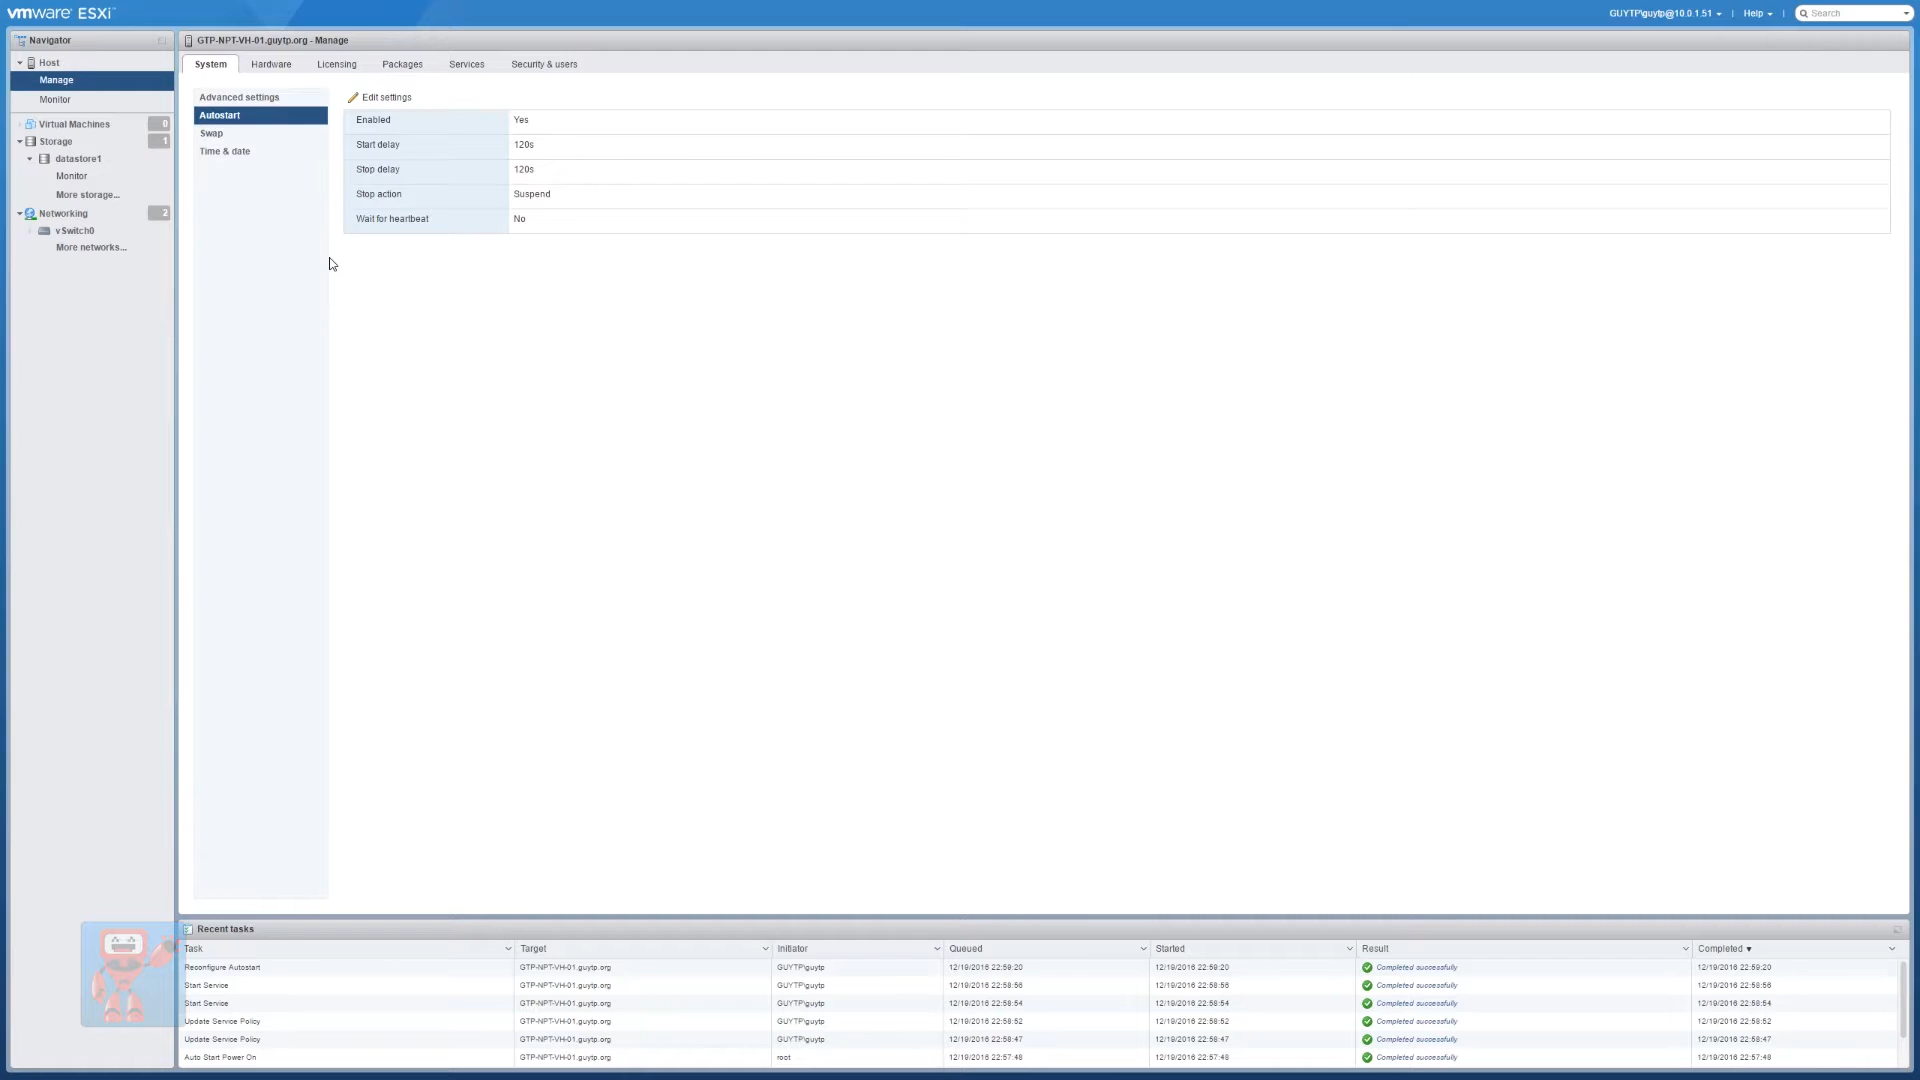 vmware ESXi
GUYTP\guytp@10.0.1.51 | Help | Search
Navigator
Host
Manage
Monitor
Virtual Machines 0
Storage 1
datastore1
Monitor
More storage...
Networking 2
vSwitch0
More networks...
GTP-NPT-VH-01.guytp.org - Manage
System Hardware Licensing Packages Services Security & users
Advanced settings
Autostart
Swap
Time & date
Edit settings
Enabled Yes
Start delay 120s
Stop delay 120s
Stop action Suspend
Wait for heartbeat No
Recent tasks
Task Target Initiator Queued Started Result Completed
Reconfigure Autostart GTP-NPT-VH-01.guytp.org GUYTP\guytp 12/19/2016 22:59:20 12/19/2016 22:59:20 Completed successfully 12/19/2016 22:59:20
Start Service GTP-NPT-VH-01.guytp.org GUYTP\guytp 12/19/2016 22:58:56 12/19/2016 22:58:56 Completed successfully 12/19/2016 22:58:56
Start Service GTP-NPT-VH-01.guytp.org GUYTP\guytp 12/19/2016 22:58:54 12/19/2016 22:58:54 Completed successfully 12/19/2016 22:58:54
Update Service Policy GTP-NPT-VH-01.guytp.org GUYTP\guytp 12/19/2016 22:58:52 12/19/2016 22:58:52 Completed successfully 12/19/2016 22:58:52
Update Service Policy GTP-NPT-VH-01.guytp.org GUYTP\guytp 12/19/2016 22:58:47 12/19/2016 22:58:47 Completed successfully 12/19/2016 22:58:47
Auto Start Power On GTP-NPT-VH-01.guytp.org root 12/19/2016 22:57:48 12/19/2016 22:57:48 Completed successfully 12/19/2016 22:57:48